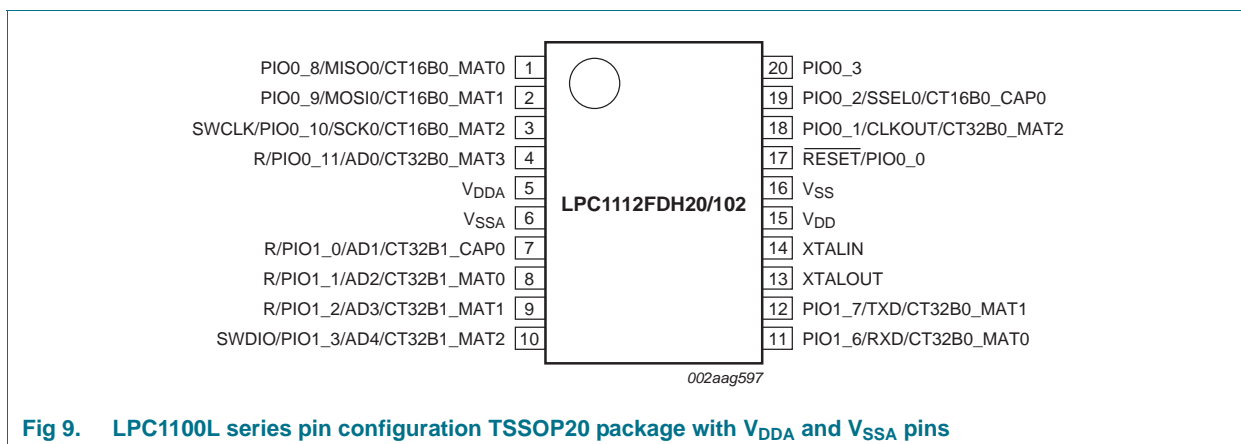 PIO0_8/MISO0/CT16B0_MAT0 1
PIO0_9/MOSI0/CT16B0_MAT1 2
SWCLK/PIO0_10/SCK0/CT16B0_MAT2 3
R/PIO0_11/AD0/CT32B0_MAT3 4
VDDA 5
VSSA 6
R/PIO1_0/AD1/CT32B1_CAP0 7
R/PIO1_1/AD2/CT32B1_MAT0 8
R/PIO1_2/AD3/CT32B1_MAT1 9
SWDIO/PIO1_3/AD4/CT32B1_MAT2 10
LPC1112FDH20/102
20 PIO0_3
19 PIO0_2/SSEL0/CT16B0_CAP0
18 PIO0_1/CLKOUT/CT32B0_MAT2
17 RESET/PIO0_0
16 VSS
15 VDD
14 XTALIN
13 XTALOUT
12 PIO1_7/TXD/CT32B0_MAT1
11 PIO1_6/RXD/CT32B0_MAT0
002aag597
Fig 9. LPC1100L series pin configuration TSSOP20 package with VDDA and VSSA pins